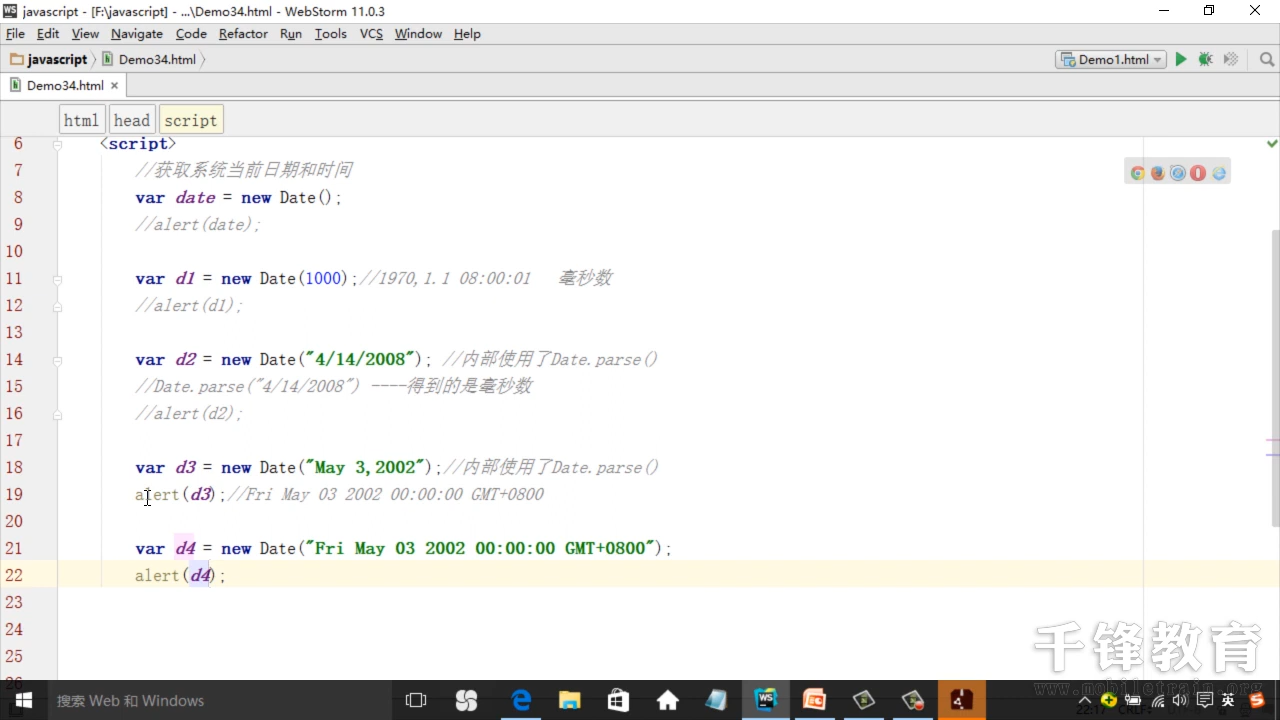 javascript - [F:\javascript] - ...\Demo34.html - WebStorm 11.0.3
File Edit View Navigate Code Refactor Run Tools VCS Window Help
javascript Demo34.html Demo1.html
Demo34.html
html head script
6 <script>
7 //获取系统当前日期和时间
8 var date = new Date();
9 //alert(date);
10
11 var d1 = new Date(1000);//1970,1.1 08:00:01 毫秒数
12 //alert(d1);
13
14 var d2 = new Date("4/14/2008"); //内部使用了Date.parse()
15 //Date.parse("4/14/2008") ----得到的是毫秒数
16 //alert(d2);
17
18 var d3 = new Date("May 3,2002");//内部使用了Date.parse()
19 alert(d3);//Fri May 03 2002 00:00:00 GMT+0800
20
21 var d4 = new Date("Fri May 03 2002 00:00:00 GMT+0800");
22 alert(d4);
23
24
25
千锋教育
www.mobiletrain.org
搜索 Web 和 Windows
英